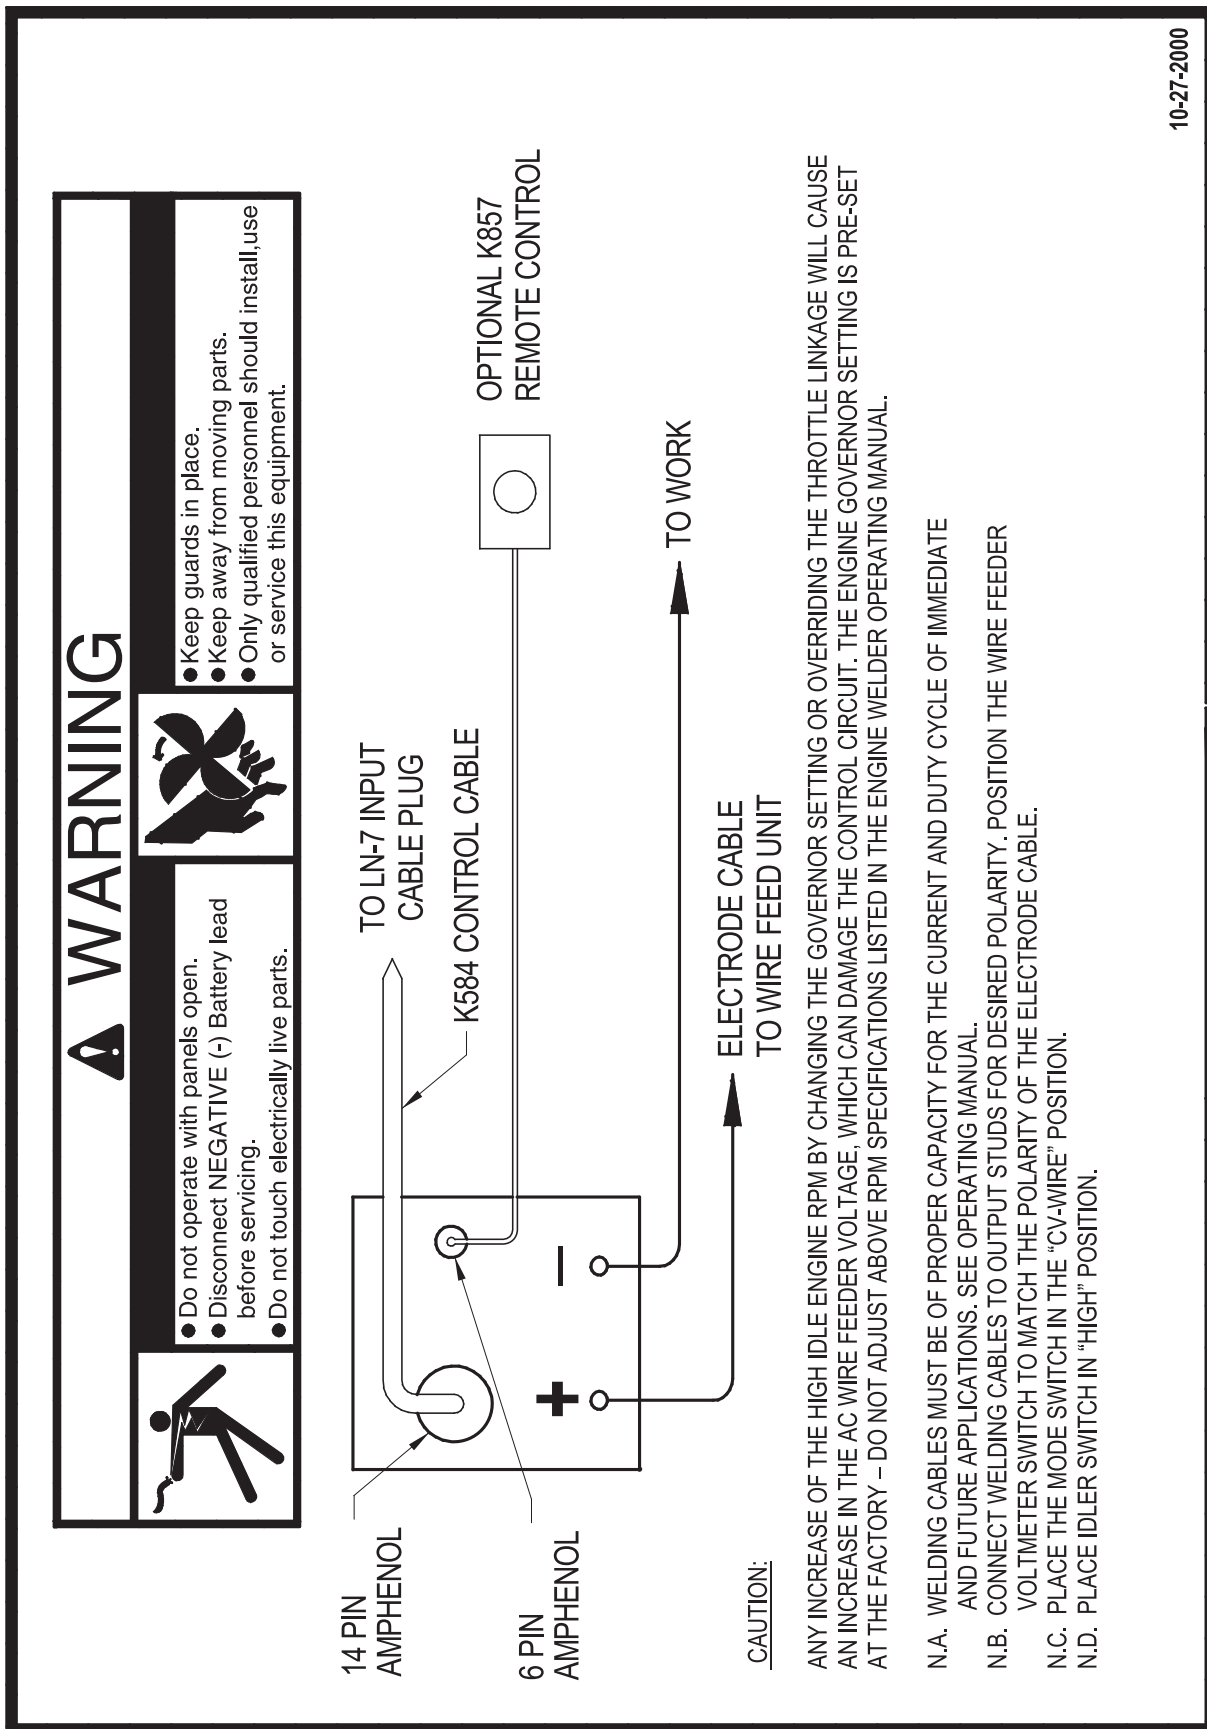 WARNING
● Do not operate with panels open.
● Disconnect NEGATIVE (-) Battery lead
before servicing.
● Do not touch electrically live parts.
● Keep guards in place.
● Keep away from moving parts.
● Only qualified personnel should install,use
or service this equipment.
14 PIN
AMPHENOL
6 PIN
AMPHENOL
TO LN-7 INPUT
CABLE PLUG
K584 CONTROL CABLE
OPTIONAL K857
REMOTE CONTROL
+
–
TO WORK
ELECTRODE CABLE
TO WIRE FEED UNIT
CAUTION:
ANY INCREASE OF THE HIGH IDLE ENGINE RPM BY CHANGING THE GOVERNOR SETTING OR OVERRIDING THE THROTTLE LINKAGE WILL CAUSE
AN INCREASE IN THE AC WIRE FEEDER VOLTAGE, WHICH CAN DAMAGE THE CONTROL CIRCUIT. THE ENGINE GOVERNOR SETTING IS PRE-SET
AT THE FACTORY – DO NOT ADJUST ABOVE RPM SPECIFICATIONS LISTED IN THE ENGINE WELDER OPERATING MANUAL.
N.A. WELDING CABLES MUST BE OF PROPER CAPACITY FOR THE CURRENT AND DUTY CYCLE OF IMMEDIATE
AND FUTURE APPLICATIONS. SEE OPERATING MANUAL.
N.B. CONNECT WELDING CABLES TO OUTPUT STUDS FOR DESIRED POLARITY. POSITION THE WIRE FEEDER
VOLTMETER SWITCH TO MATCH THE POLARITY OF THE ELECTRODE CABLE.
N.C. PLACE THE MODE SWITCH IN THE “CV-WIRE” POSITION.
N.D. PLACE IDLER SWITCH IN “HIGH” POSITION.
10-27-2000